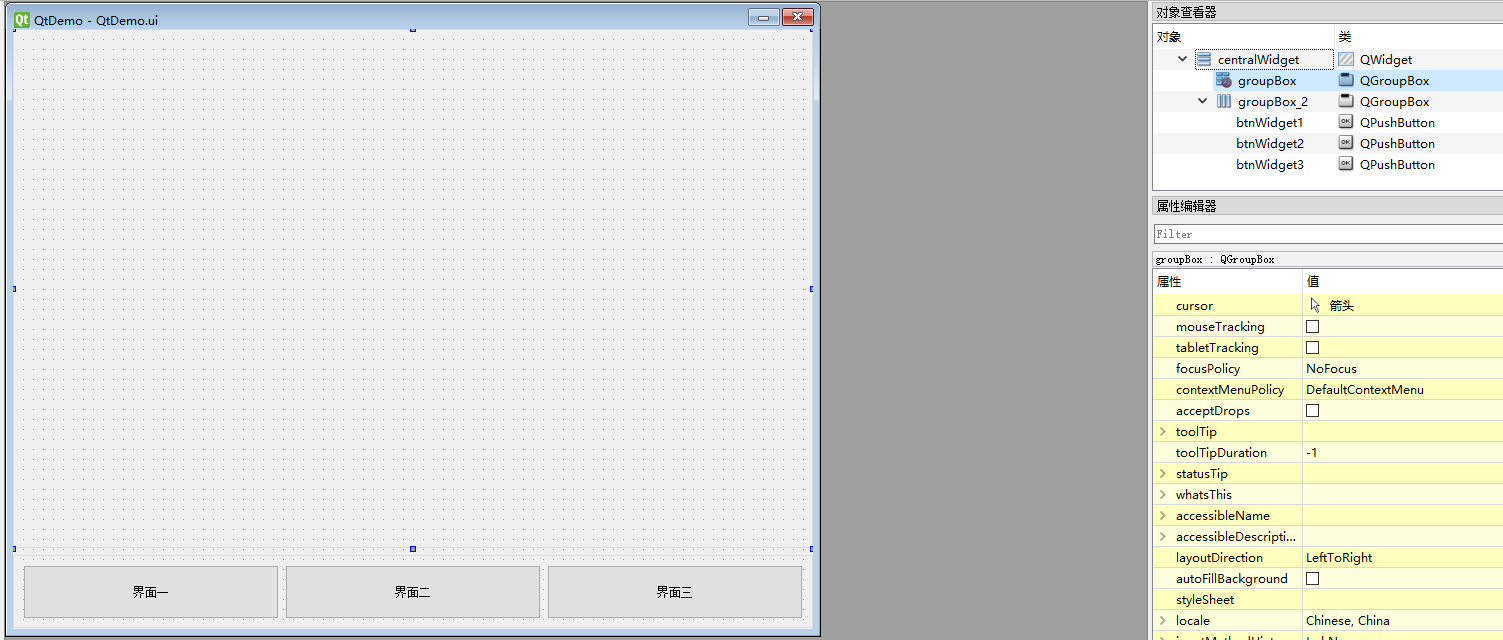 Qt QtDemo - QtDemo.ui
界面一
界面二
界面三
对象查看器
对象 类
centralWidget QWidget
groupBox QGroupBox
groupBox_2 QGroupBox
btnWidget1 QPushButton
btnWidget2 QPushButton
btnWidget3 QPushButton
属性编辑器
Filter
groupBox : QGroupBox
属性 值
cursor 箭头
mouseTracking
tabletTracking
focusPolicy NoFocus
contextMenuPolicy DefaultContextMenu
acceptDrops
toolTip
toolTipDuration -1
statusTip
whatsThis
accessibleName
accessibleDescripti...
layoutDirection LeftToRight
autoFillBackground
styleSheet
locale Chinese, China